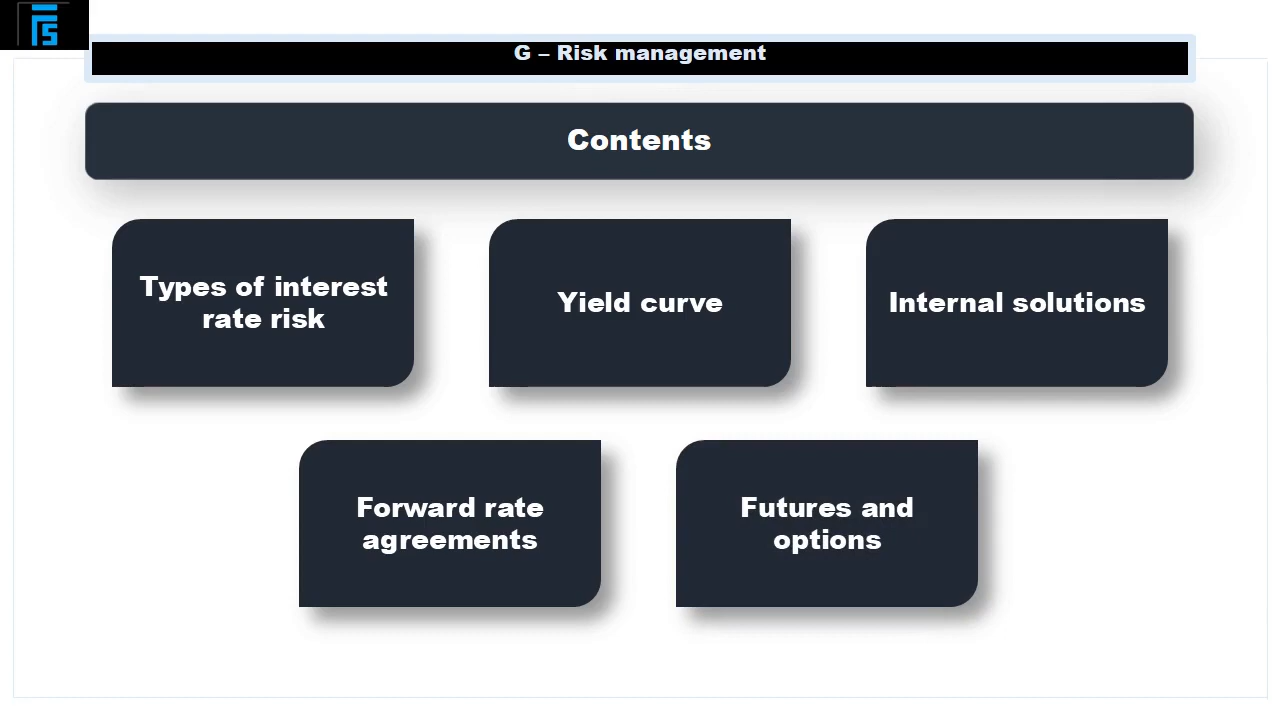 G – Risk management
Contents
Types of interest
rate risk
Yield curve
Internal solutions
Forward rate
agreements
Futures and
options